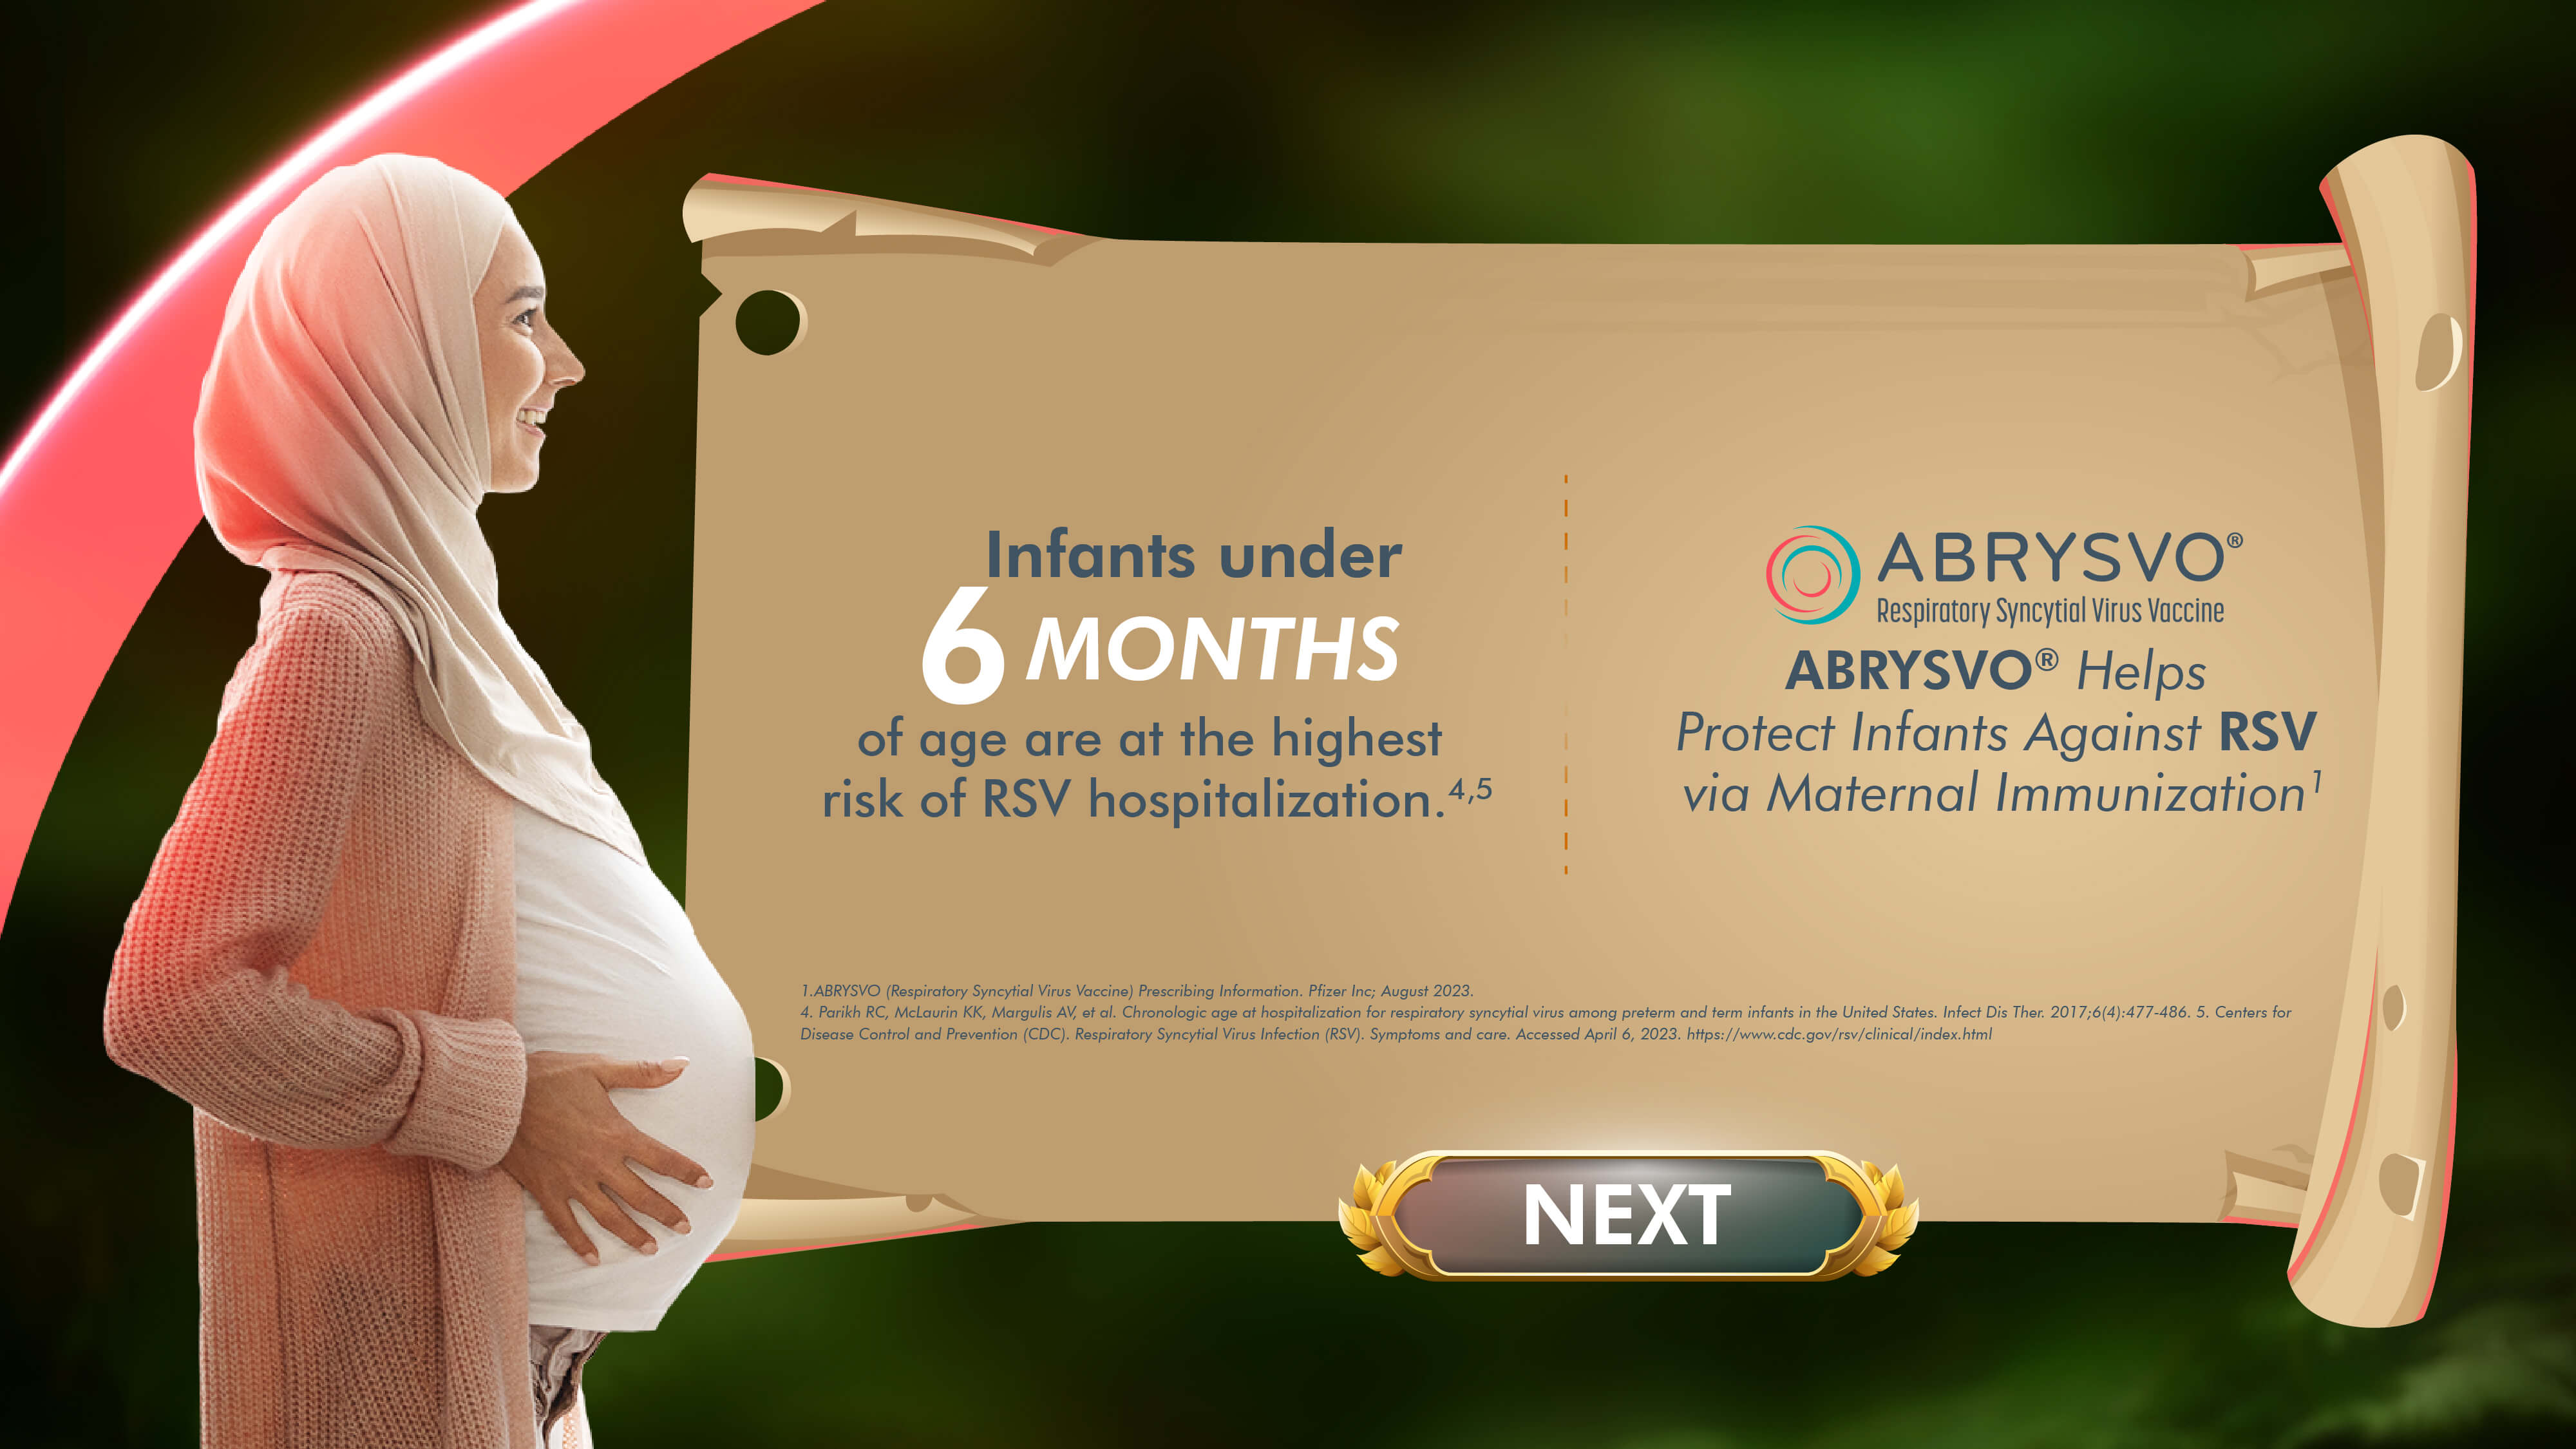 Infants under
6 MONTHS
of age are at the highest
risk of RSV hospitalization.4,5
ABRYSVO®
Respiratory Syncytial Virus Vaccine
ABRYSVO® Helps
Protect Infants Against RSV
via Maternal Immunization1
1.ABRYSVO (Respiratory Syncytial Virus Vaccine) Prescribing Information. Pfizer Inc; August 2023.
4. Parikh RC, McLaurin KK, Margulis AV, et al. Chronologic age at hospitalization for respiratory syncytial virus among preterm and term infants in the United States. Infect Dis Ther. 2017;6(4):477-486. 5. Centers for
Disease Control and Prevention (CDC). Respiratory Syncytial Virus Infection (RSV). Symptoms and care. Accessed April 6, 2023. https://www.cdc.gov/rsv/clinical/index.html
NEXT